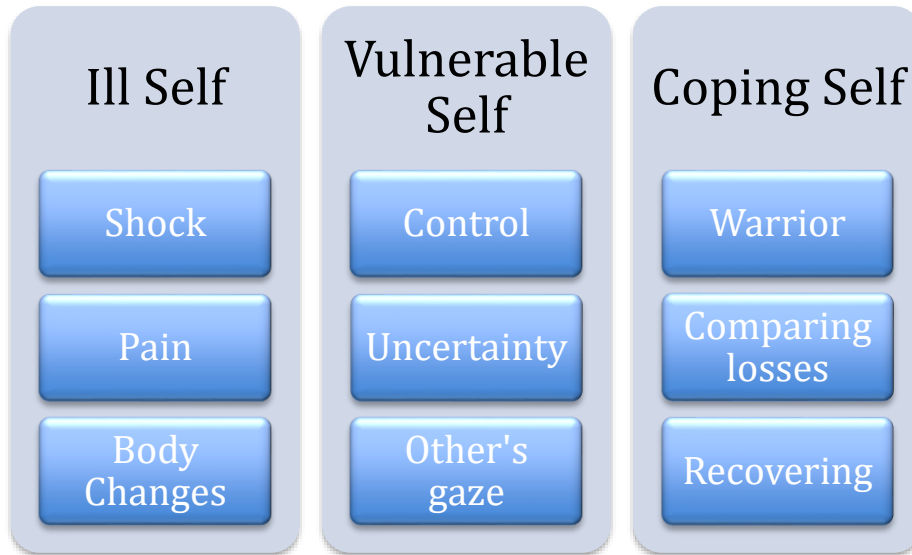 Ill Self
Shock
Pain
Body
Changes
Vulnerable
Self
Control
Uncertainty
Other's
gaze
Coping Self
Warrior
Comparing
losses
Recovering